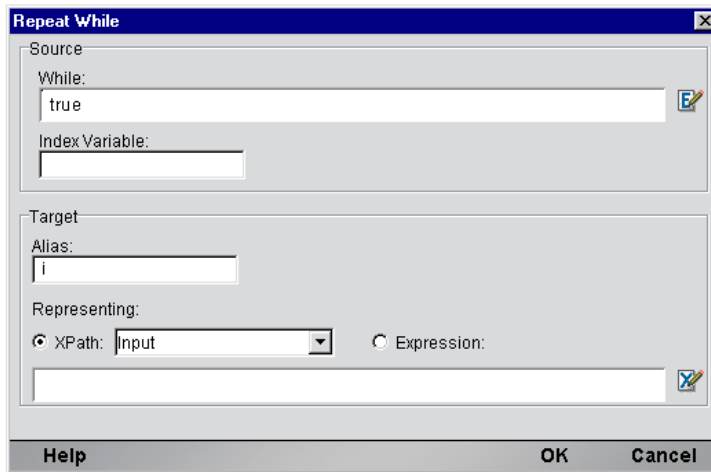 Repeat While
Source
While:
true
Index Variable:
Target
Alias:
i
Representing:
XPath: Input Expression:
Help OK Cancel